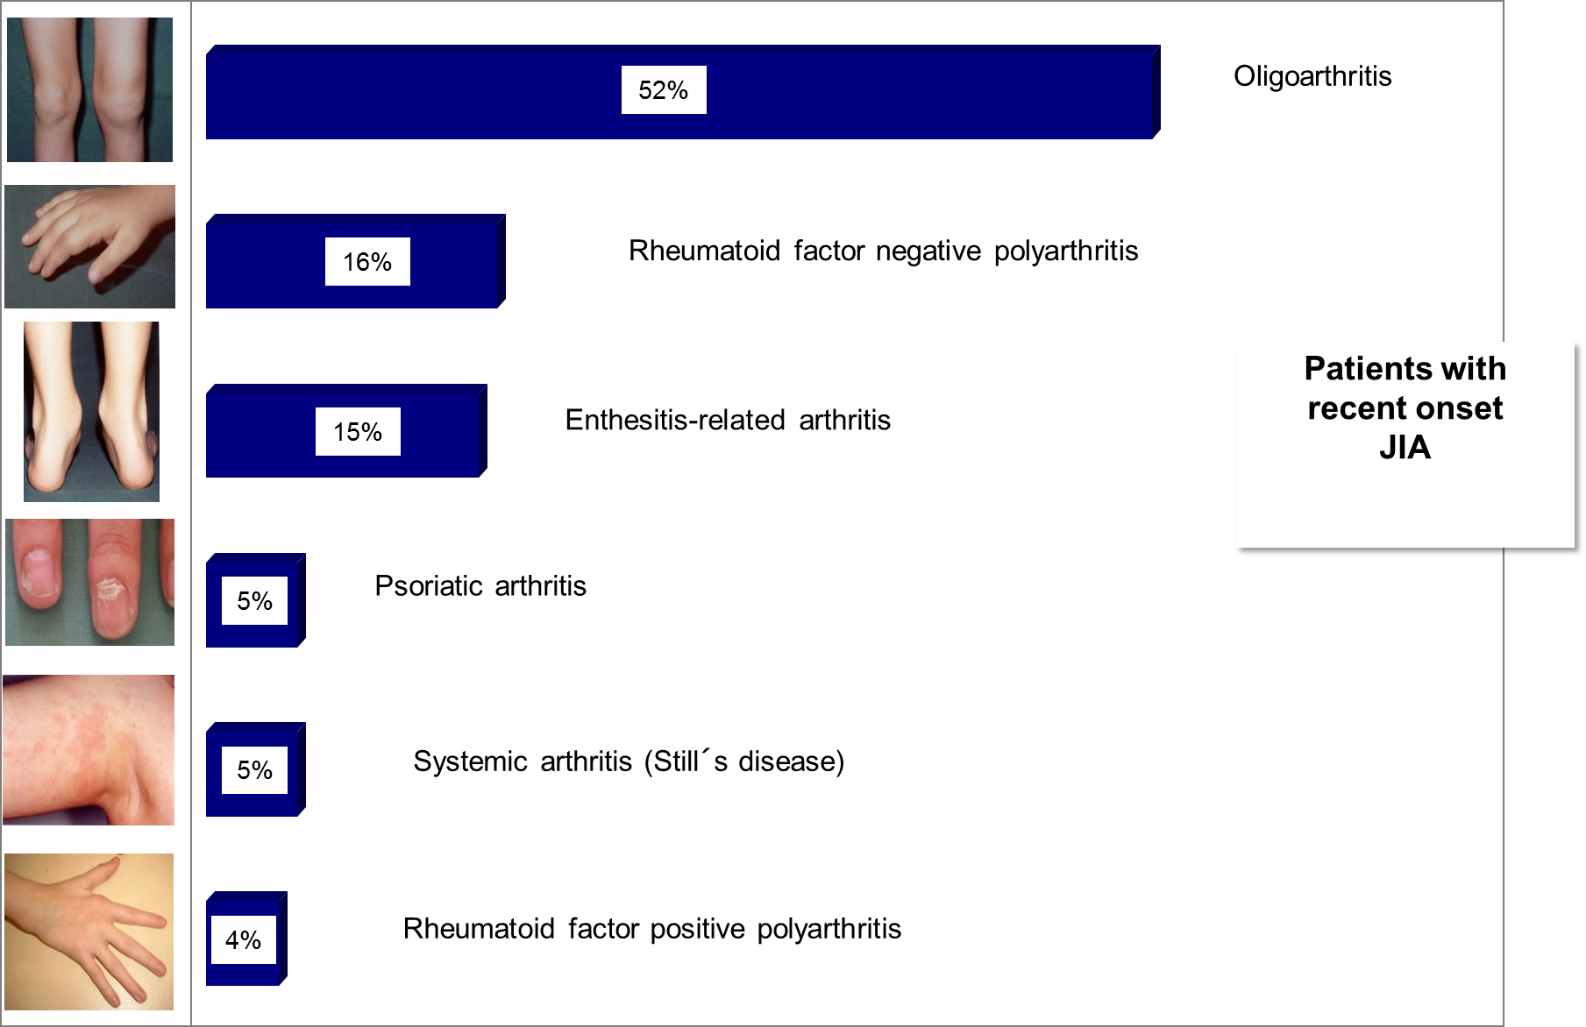 52%
Oligoarthritis
16%
Rheumatoid factor negative polyarthritis
15%
Enthesitis-related arthritis
Patients with
recent onset
JIA
5%
Psoriatic arthritis
5%
Systemic arthritis (Still´s disease)
4%
Rheumatoid factor positive polyarthritis